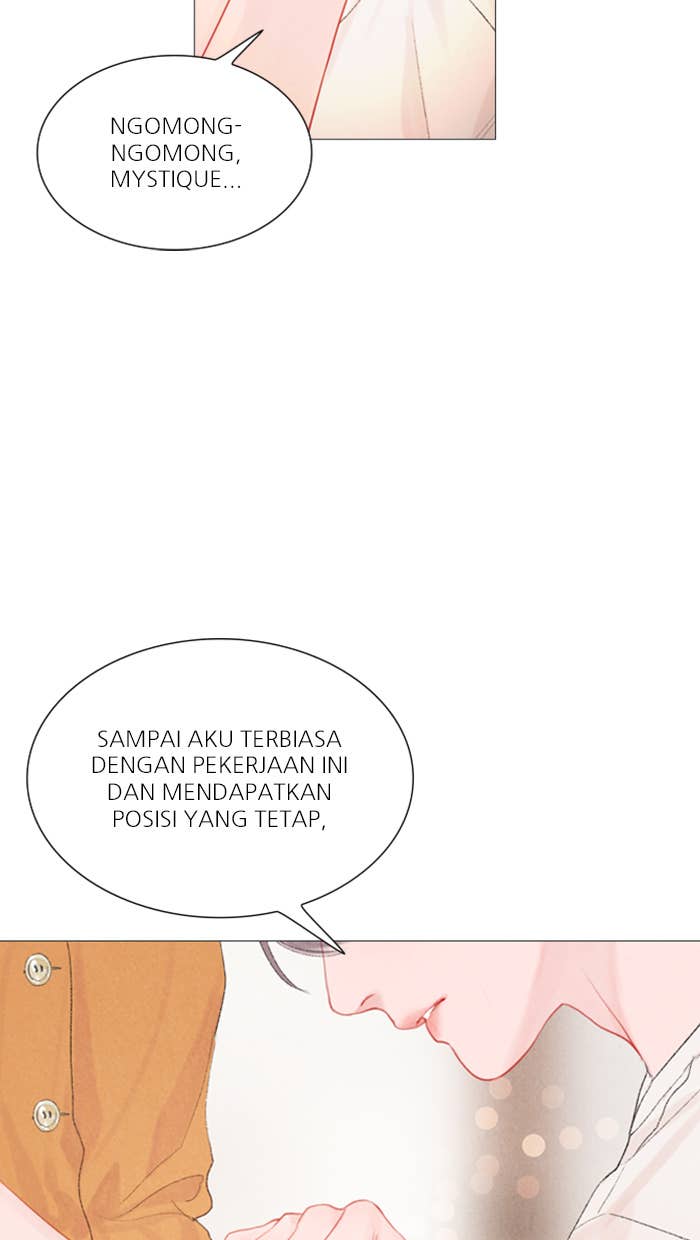 NGOMONG-
NGOMONG,
MYSTIQUE...
SAMPAI AKU TERBIASA
DENGAN PEKERJAAN INI
DAN MENDAPATKAN
POSISI YANG TETAP,